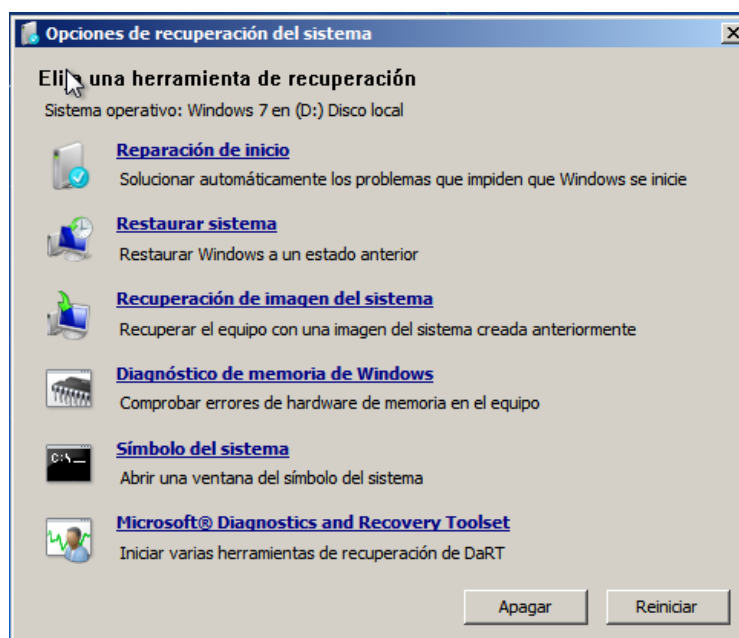 Opciones de recuperación del sistema
una herramienta de recuperación
Sistema operativo: Windows 7 en (D:) Disco local
Reparación de inicio
Solucionar automáticamente los problemas que impiden que Windows se inicie
Restaurar sistema
Restaurar Windows a un estado anterior
Recuperación de imagen del sistema
Recuperar el equipo con una imagen del sistema creada anteriormente
Diagnóstico de memoria de Windows
Comprobar errores de hardware de memoria en el equipo
C:\_
Símbolo del sistema
Abrir una ventana del símbolo del sistema
Microsoft® Diagnostics and Recovery Toolset
Iniciar varias herramientas de recuperación de DaRT
Apagar Reiniciar